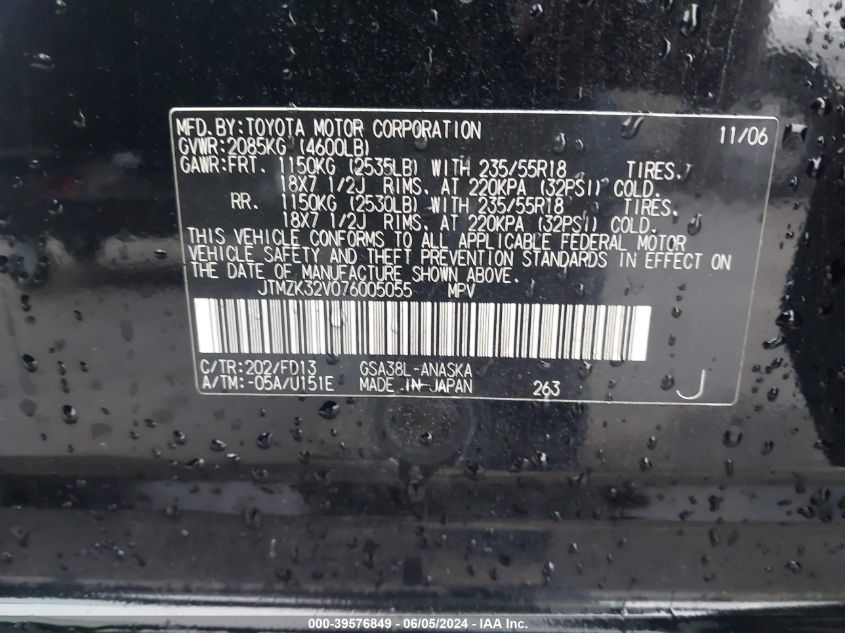 MFD.BY:TOYOTA MOTOR CORPORATION 11/06
GVWR:2085KG (4600LB)
GAWR:FRT. 1150KG (2535LB) WITH 235/55R18 TIRES.
18X7 1/2J RIMS. AT 220KPA (32PSI) COLD.
RR. 1150KG (2530LB) WITH 235/55R18 TIRES.
18X7 1/2J RIMS. AT 220KPA (32PSI) COLD.
THIS VEHICLE CONFORMS TO ALL APPLICABLE FEDERAL MOTOR
VEHICLE SAFETY AND THEFT PREVENTION STANDARDS IN EFFECT ON
THE DATE OF MANUFACTURE SHOWN ABOVE.
JTMZK32V076005055 MPV
C/TR:202/FD13 GSA38L-ANASKA
A/TM:-05A/U151E MADE IN JAPAN 263 J
000-39576849 - 06/05/2024 - IAA Inc.